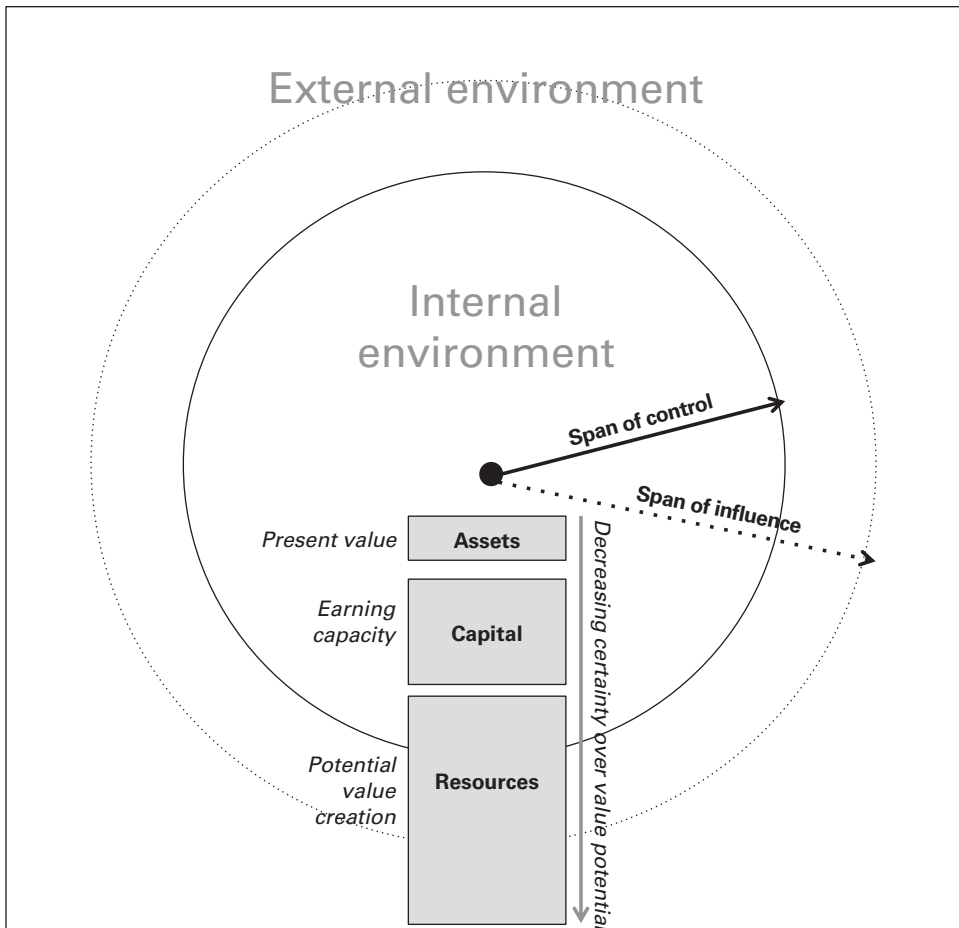 External environment
Internal
environment
Span of control
Span of influence
Present value
Assets
Earning
capacity
Capital
Potential
value
creation
Resources
Decreasing certainty over value potential